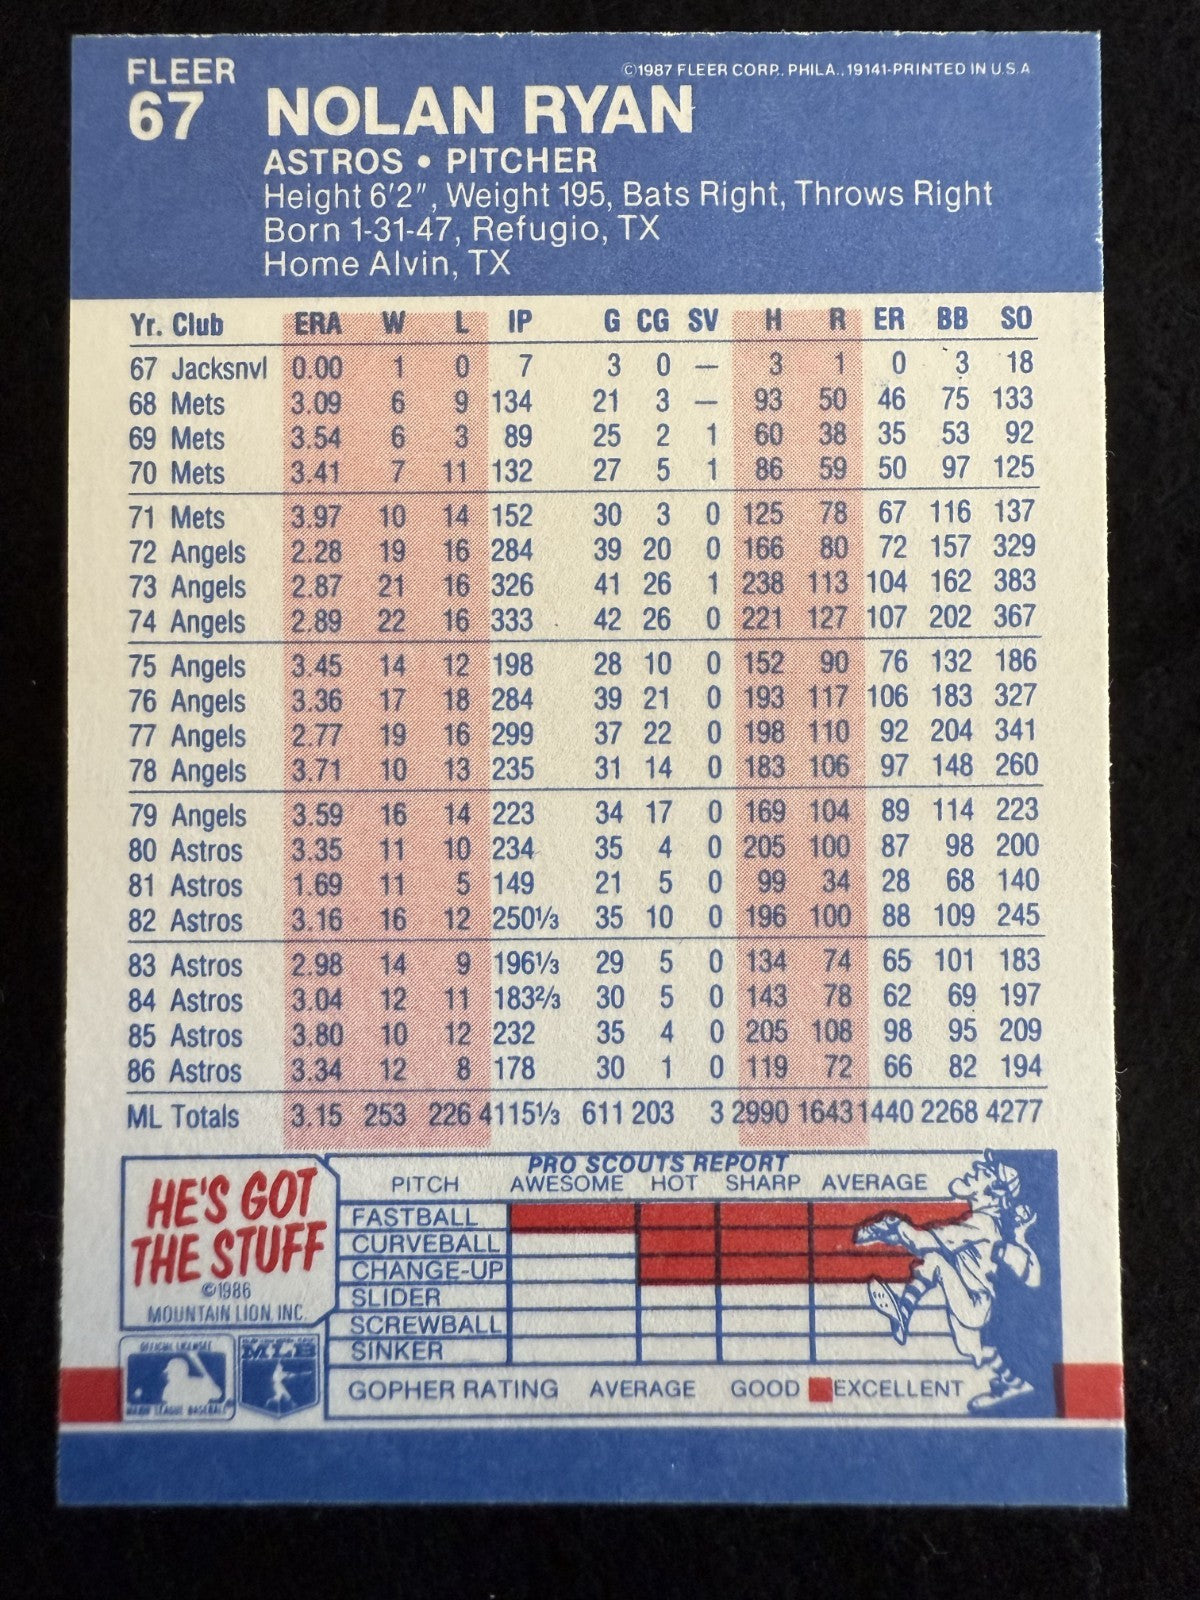 FLEER
67
©1987 FLEER CORP. PHILA., 19141-PRINTED IN U.S.A
NOLAN RYAN
ASTROS • PITCHER
Height 6'2", Weight 195, Bats Right, Throws Right
Born 1-31-47, Refugio, TX
Home Alvin, TX
Yr. Club ERA W L IP G CG SV H R ER BB SO
67 Jacksnvl 0.00 1 0 7 3 0 — 3 1 0 3 18
68 Mets 3.09 6 9 134 21 3 — 93 50 46 75 133
69 Mets 3.54 6 3 89 25 2 1 60 38 35 53 92
70 Mets 3.41 7 11 132 27 5 1 86 59 50 97 125
71 Mets 3.97 10 14 152 30 3 0 125 78 67 116 137
72 Angels 2.28 19 16 284 39 20 0 166 80 72 157 329
73 Angels 2.87 21 16 326 41 26 1 238 113 104 162 383
74 Angels 2.89 22 16 333 42 26 0 221 127 107 202 367
75 Angels 3.45 14 12 198 28 10 0 152 90 76 132 186
76 Angels 3.36 17 18 284 39 21 0 193 117 106 183 327
77 Angels 2.77 19 16 299 37 22 0 198 110 92 204 341
78 Angels 3.71 10 13 235 31 14 0 183 106 97 148 260
79 Angels 3.59 16 14 223 34 17 0 169 104 89 114 223
80 Astros 3.35 11 10 234 35 4 0 205 100 87 98 200
81 Astros 1.69 11 5 149 21 5 0 99 34 28 68 140
82 Astros 3.16 16 12 250⅓ 35 10 0 196 100 88 109 245
83 Astros 2.98 14 9 196⅓ 29 5 0 134 74 65 101 183
84 Astros 3.04 12 11 183⅔ 30 5 0 143 78 62 69 197
85 Astros 3.80 10 12 232 35 4 0 205 108 98 95 209
86 Astros 3.34 12 8 178 30 1 0 119 72 66 82 194
ML Totals 3.15 253 226 4115⅓ 611 203 3 2990 1643 1440 2268 4277
HE'S GOT
THE STUFF
©1986
MOUNTAIN LION, INC.
PRO SCOUTS REPORT
PITCH AWESOME HOT SHARP AVERAGE
FASTBALL
CURVEBALL
CHANGE-UP
SLIDER
SCREWBALL
SINKER
GOPHER RATING AVERAGE GOOD EXCELLENT
MAJOR LEAGUE BASEBALL
MLB